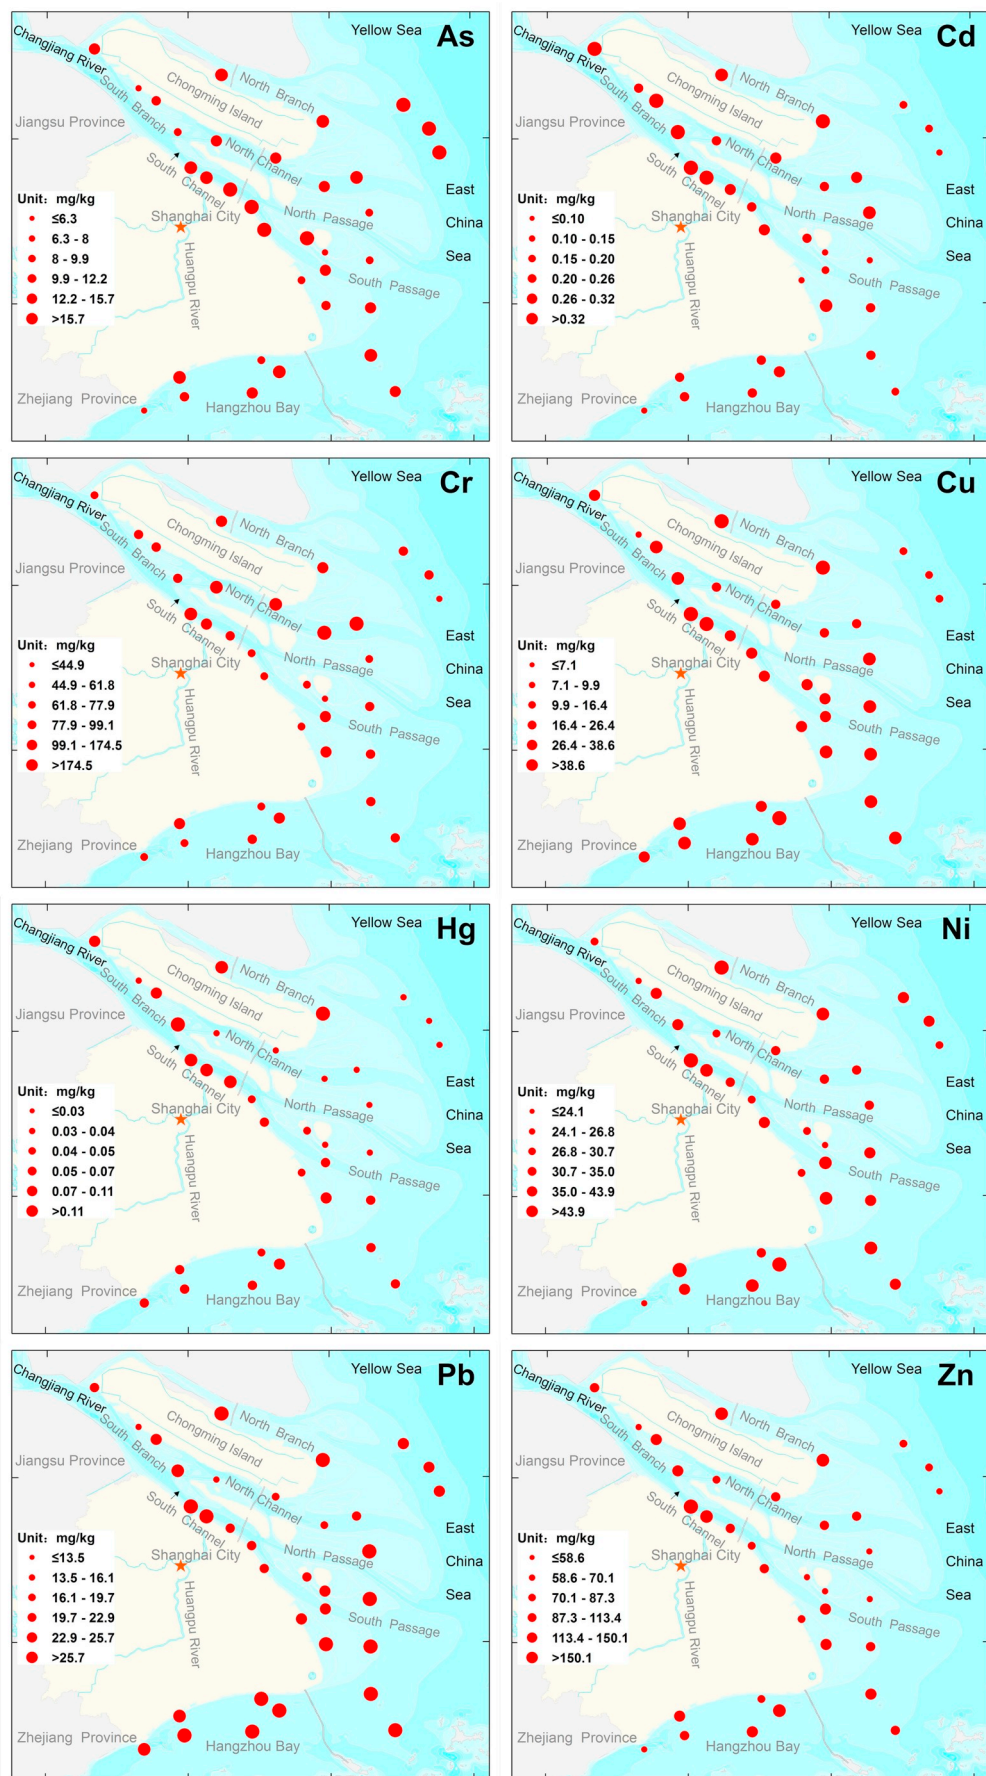 Yellow Sea
As
Changjiang River
South Branch
North Branch
Chongming Island
Jiangsu Province
North Channel
South Channel
East
China
Sea
North Passage
Shanghai City
Huangpu River
South Passage
Unit: mg/kg
≤6.3
6.3 - 8
8 - 9.9
9.9 - 12.2
12.2 - 15.7
>15.7
Zhejiang Province
Hangzhou Bay
Yellow Sea
Cd
Changjiang River
South Branch
North Branch
Chongming Island
Jiangsu Province
North Channel
South Channel
East
China
Sea
North Passage
Shanghai City
Huangpu River
South Passage
Unit: mg/kg
≤0.10
0.10 - 0.15
0.15 - 0.20
0.20 - 0.26
0.26 - 0.32
>0.32
Zhejiang Province
Hangzhou Bay
Yellow Sea
Cr
Changjiang River
South Branch
North Branch
Chongming Island
Jiangsu Province
North Channel
South Channel
East
China
Sea
North Passage
Shanghai City
Huangpu River
South Passage
Unit: mg/kg
≤44.9
44.9 - 61.8
61.8 - 77.9
77.9 - 99.1
99.1 - 174.5
>174.5
Zhejiang Province
Hangzhou Bay
Yellow Sea
Cu
Changjiang River
South Branch
North Branch
Chongming Island
Jiangsu Province
North Channel
South Channel
East
China
Sea
North Passage
Shanghai City
Huangpu River
South Passage
Unit: mg/kg
≤7.1
7.1 - 9.9
9.9 - 16.4
16.4 - 26.4
26.4 - 38.6
>38.6
Zhejiang Province
Hangzhou Bay
Yellow Sea
Hg
Changjiang River
South Branch
North Branch
Chongming Island
Jiangsu Province
North Channel
South Channel
East
China
Sea
North Passage
Shanghai City
Huangpu River
South Passage
Unit: mg/kg
≤0.03
0.03 - 0.04
0.04 - 0.05
0.05 - 0.07
0.07 - 0.11
>0.11
Zhejiang Province
Hangzhou Bay
Yellow Sea
Ni
Changjiang River
South Branch
North Branch
Chongming Island
Jiangsu Province
North Channel
South Channel
East
China
Sea
North Passage
Shanghai City
Huangpu River
South Passage
Unit: mg/kg
≤24.1
24.1 - 26.8
26.8 - 30.7
30.7 - 35.0
35.0 - 43.9
>43.9
Zhejiang Province
Hangzhou Bay
Yellow Sea
Pb
Changjiang River
South Branch
North Branch
Chongming Island
Jiangsu Province
North Channel
South Channel
East
China
Sea
North Passage
Shanghai City
Huangpu River
South Passage
Unit: mg/kg
≤13.5
13.5 - 16.1
16.1 - 19.7
19.7 - 22.9
22.9 - 25.7
>25.7
Zhejiang Province
Hangzhou Bay
Yellow Sea
Zn
Changjiang River
South Branch
North Branch
Chongming Island
Jiangsu Province
North Channel
South Channel
East
China
Sea
North Passage
Shanghai City
Huangpu River
South Passage
Unit: mg/kg
≤58.6
58.6 - 70.1
70.1 - 87.3
87.3 - 113.4
113.4 - 150.1
>150.1
Zhejiang Province
Hangzhou Bay